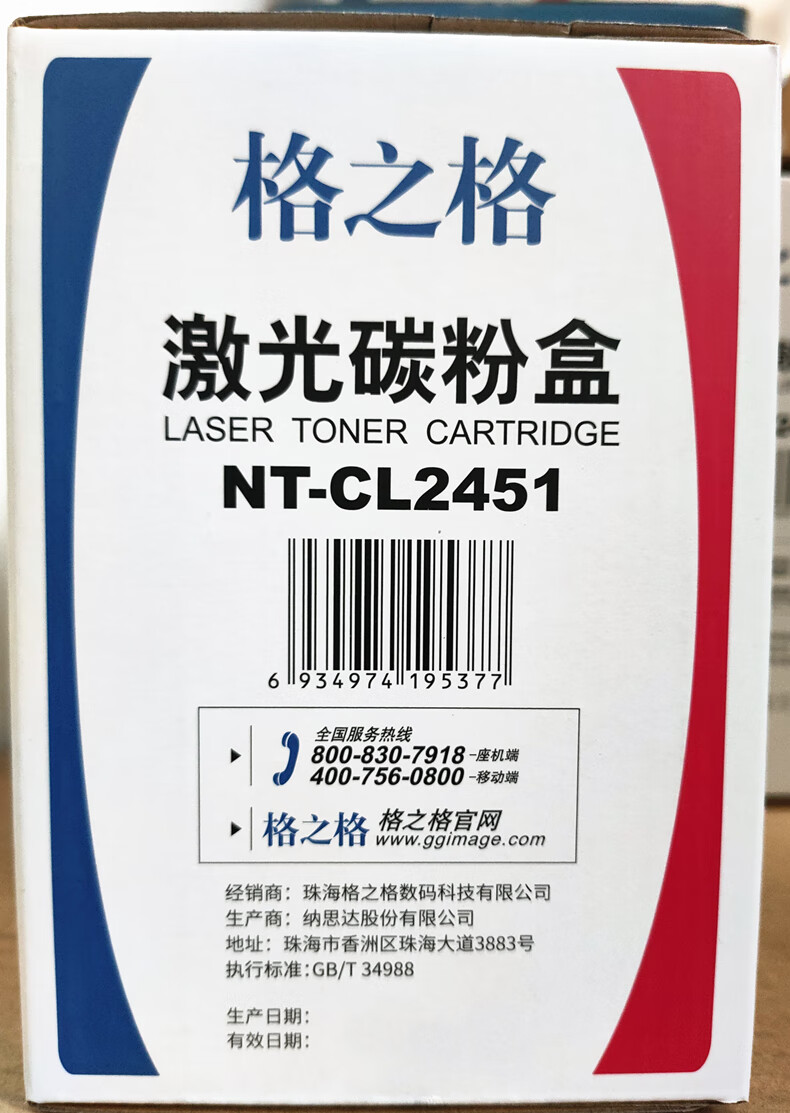 格之格
激光碳粉盒
LASER TONER CARTRIDGE
NT-CL2451
6 934974 195377
全国服务热线
800-830-7918-座机端
400-756-0800-移动端
格之格 格之格官网
www.ggimage.com
经销商：珠海格之格数码科技有限公司
生产商：纳思达股份有限公司
地址：珠海市香洲区珠海大道3883号
执行标准:GB/T 34988
生产日期：
有效日期：